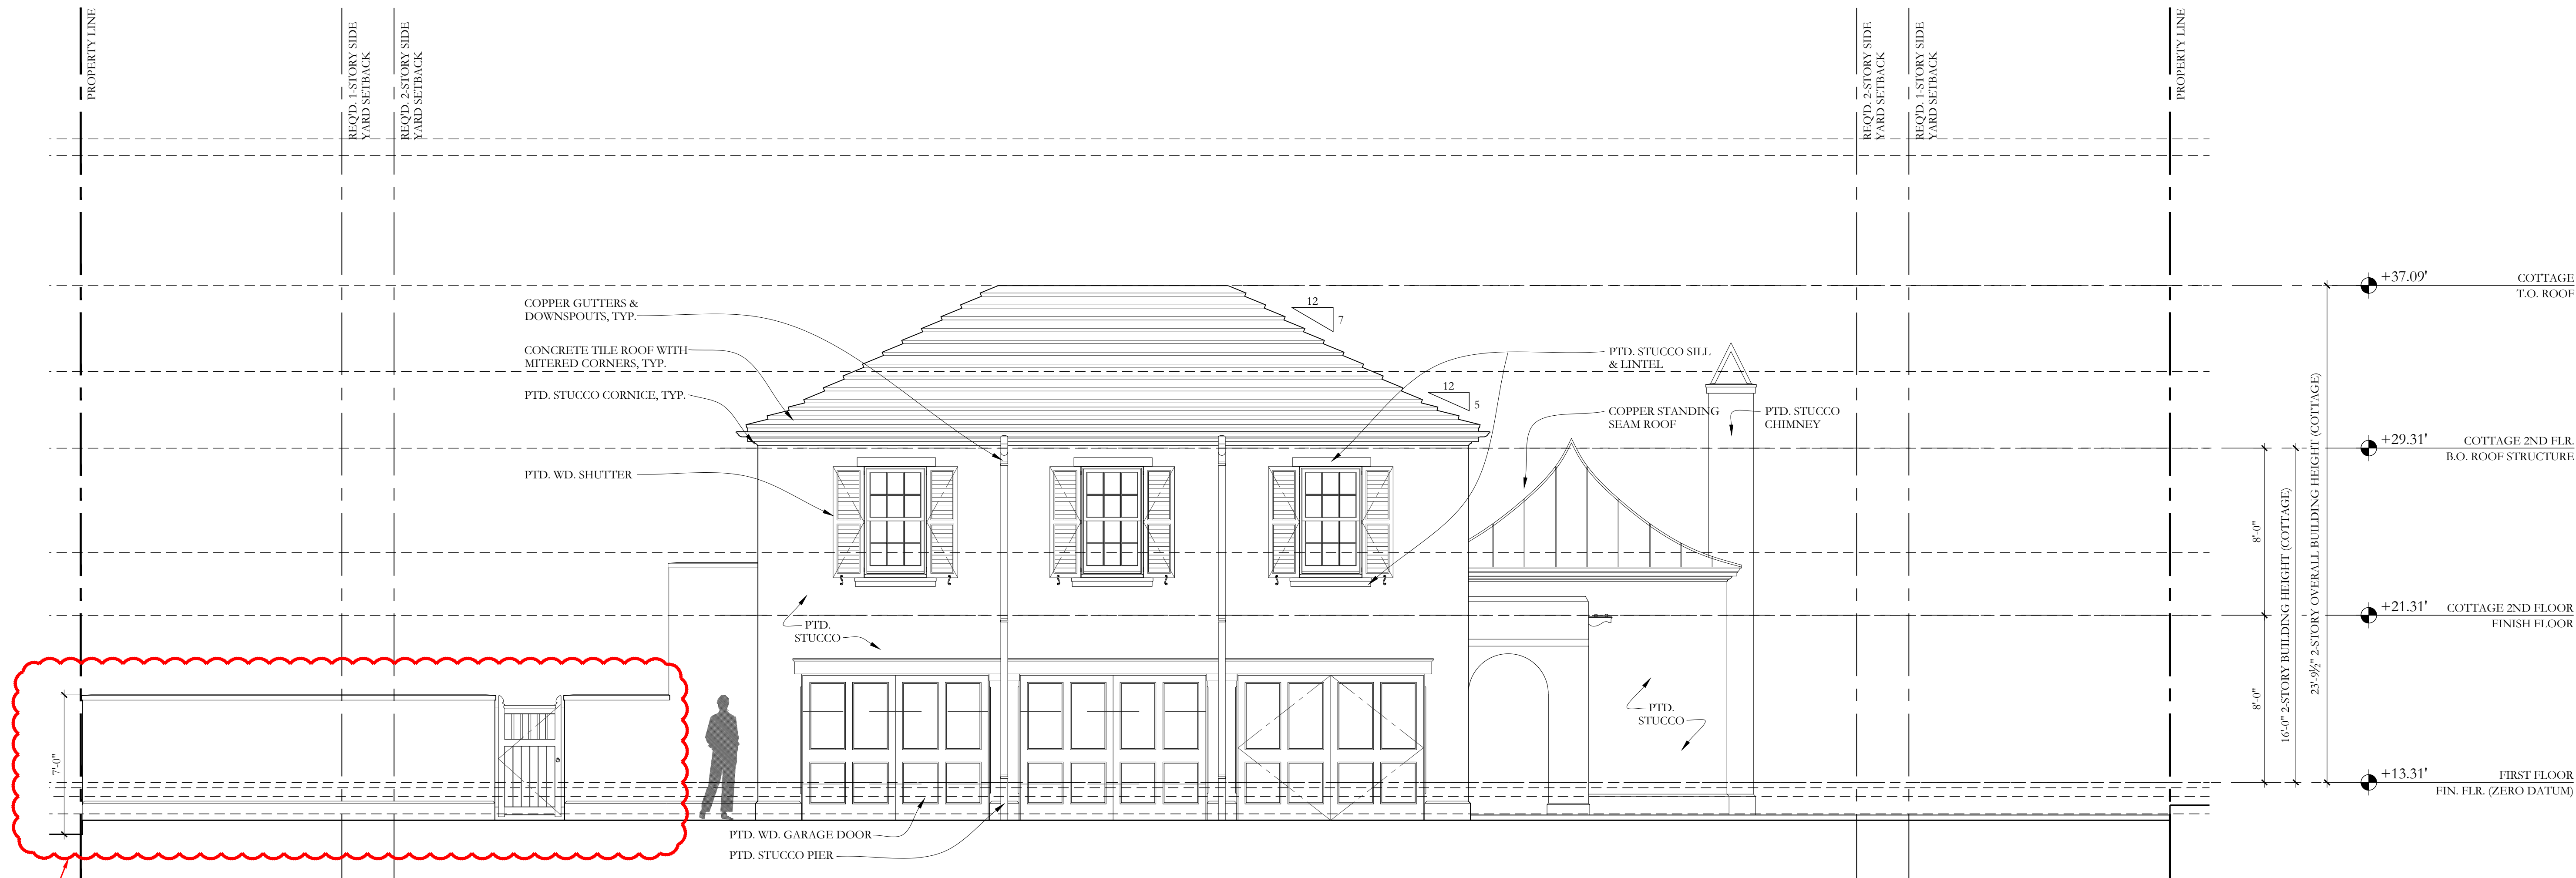 PROPERTY LINE
REQ'D. 1-STORY SIDE
YARD SETBACK
REQ'D. 2-STORY SIDE
YARD SETBACK
REQ'D. 2-STORY SIDE
YARD SETBACK
REQ'D. 1-STORY SIDE
YARD SETBACK
PROPERTY LINE
+37.09' COTTAGE
T.O. ROOF
COPPER GUTTERS &
DOWNSPOUTS, TYP.
12
7
CONCRETE TILE ROOF WITH
MITERED CORNERS, TYP.
PTD. STUCCO SILL
& LINTEL
PTD. STUCCO CORNICE, TYP.
12
5
COPPER STANDING
SEAM ROOF
PTD. STUCCO
CHIMNEY
+29.31' COTTAGE 2ND FLR.
B.O. ROOF STRUCTURE
PTD. WD. SHUTTER
8'-0"
16'-0" 2-STORY BUILDING HEIGHT (COTTAGE)
23'-9½" 2-STORY OVERALL BUILDING HEIGHT (COTTAGE)
+21.31' COTTAGE 2ND FLOOR
FINISH FLOOR
PTD.
STUCCO
8'-0"
PTD.
STUCCO
7'-0"
+13.31' FIRST FLOOR
FIN. FLR. (ZERO DATUM)
PTD. WD. GARAGE DOOR
PTD. STUCCO PIER